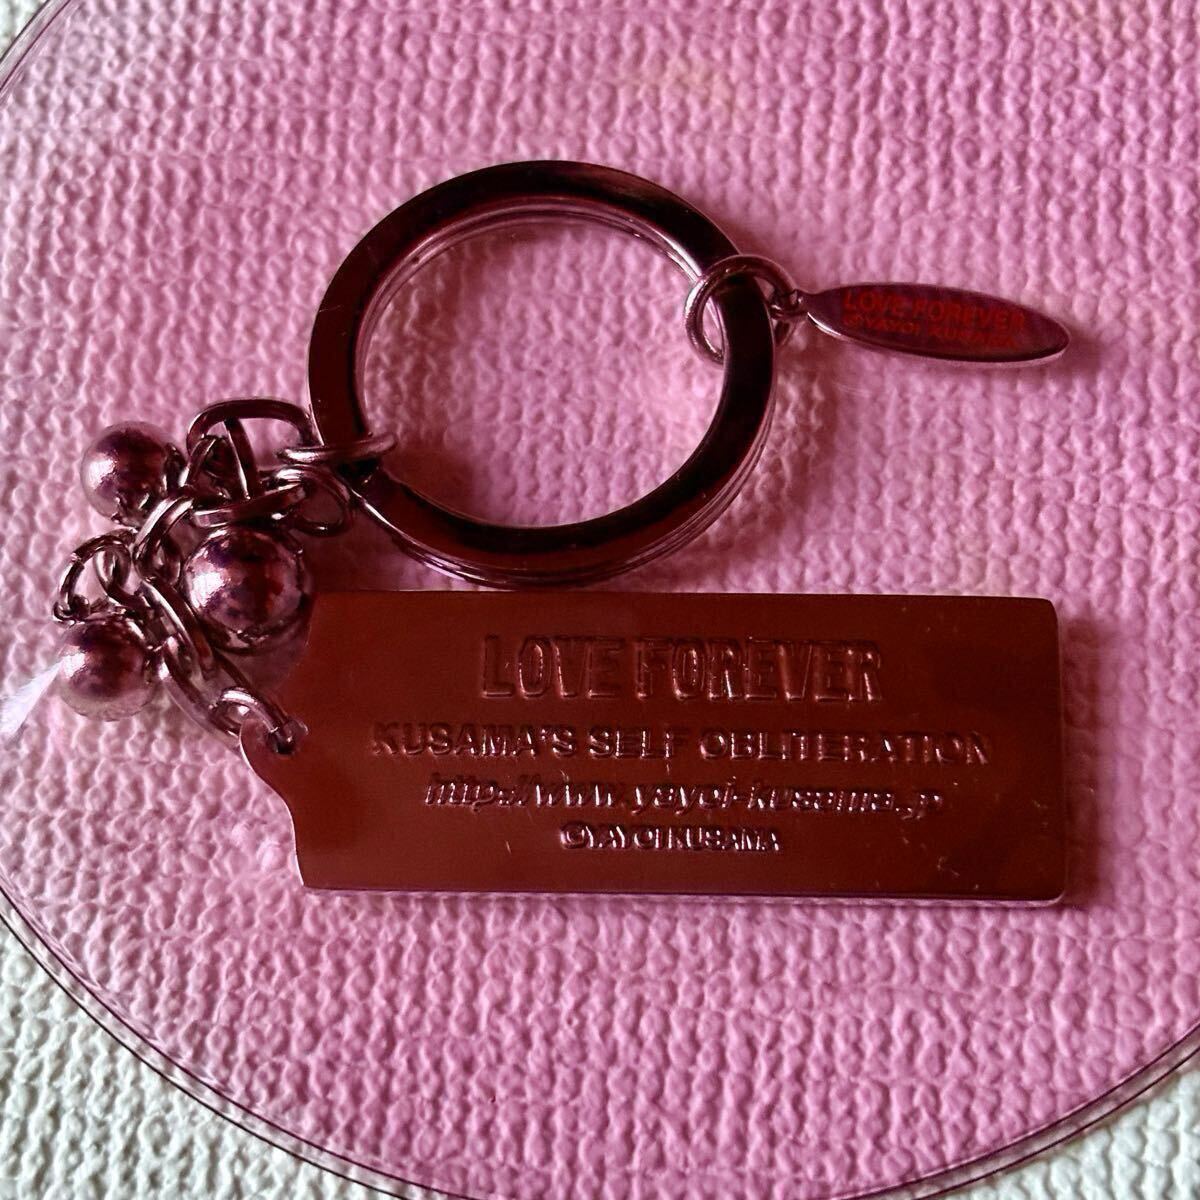 LOVE FOREVER
©YAYOI KUSAMA
LOVE FOREVER
KUSAMA'S SELF OBLITERATION
http://www.yayoi-kusama.jp
©YAYOI KUSAMA